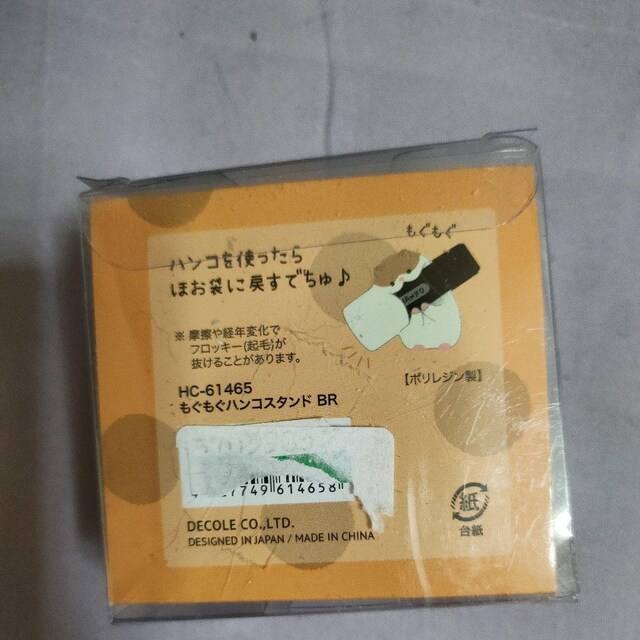 もぐもぐ
ハンコを使ったら
ほお袋に戻すでちゅ♪
※ 摩擦や経年変化で
フロッキー(起毛)が
抜けることがあります。
【ポリレジン製】
HC-61465
もぐもぐハンコスタンド BR
7749 614658
DECOLE CO.,LTD.
DESIGNED IN JAPAN / MADE IN CHINA
紙
台紙